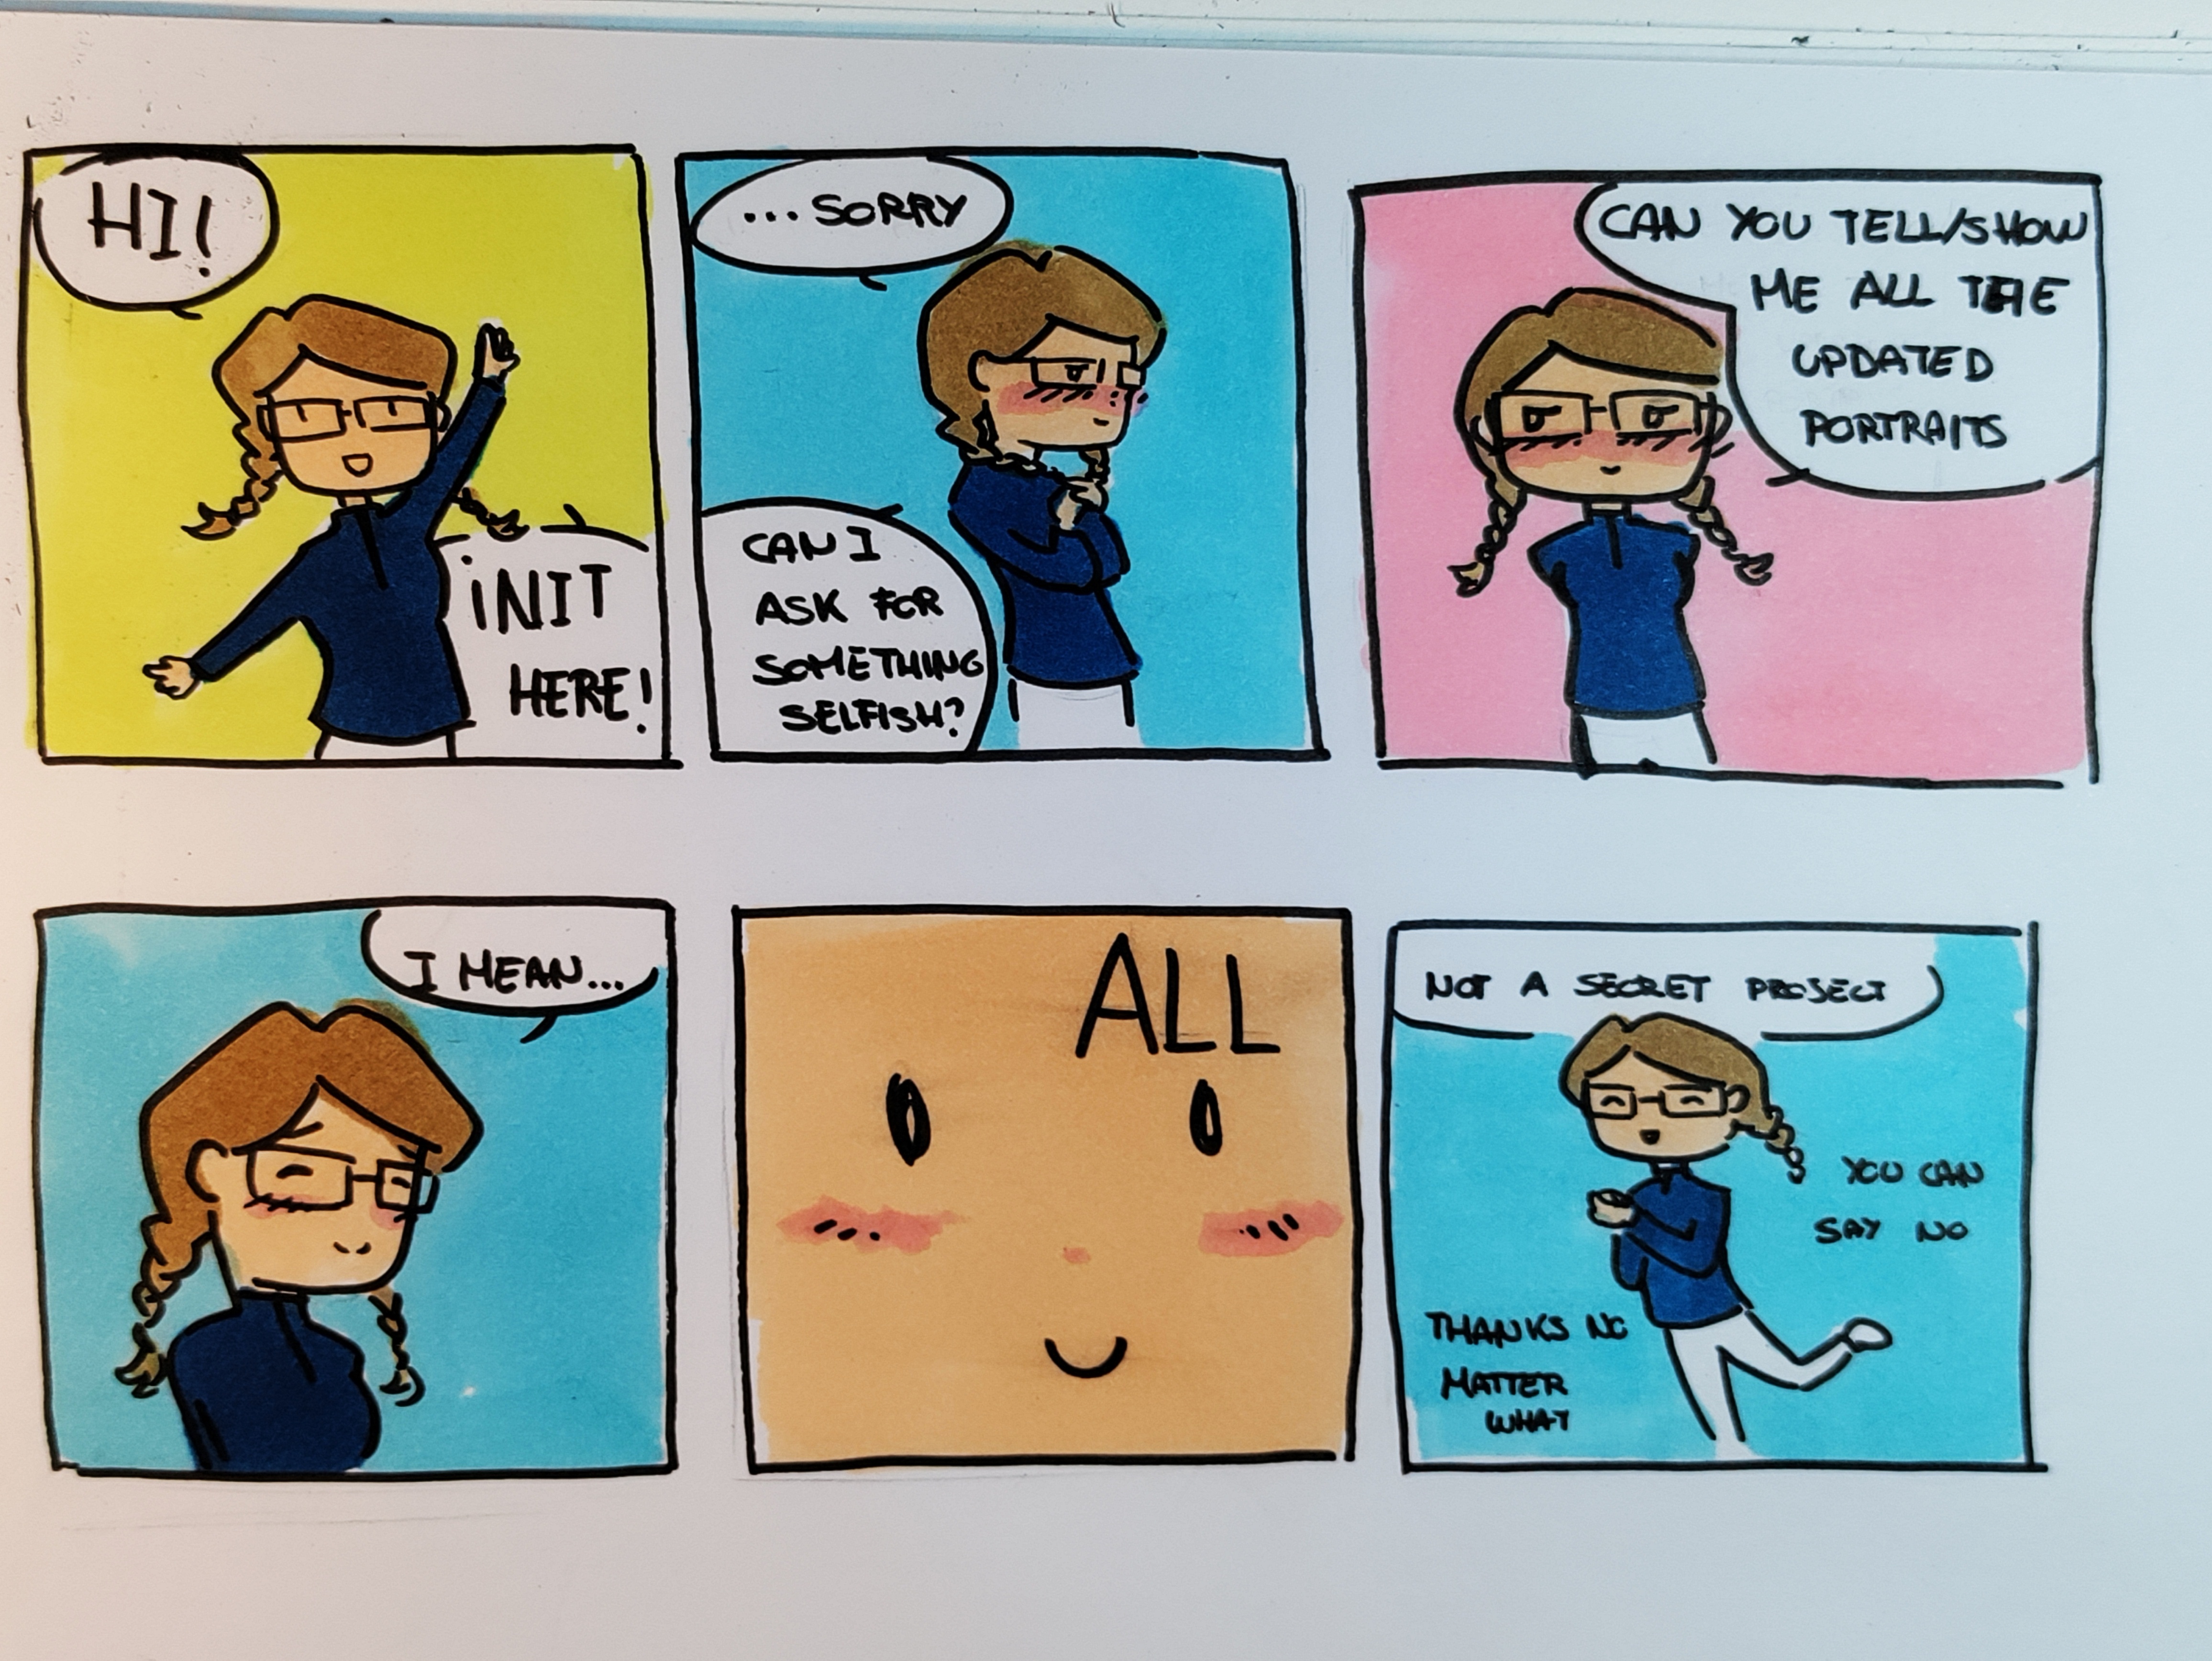 HI!
iNIT
HERE!
... SORRY
CAN I
ASK FOR
SOMETHING
SELFISH?
CAN YOU TELL/SHOW
ME ALL THE
UPDATED
PORTRAITS
I MEAN...
ALL
NOT A SECRET PROJECT
YOU CAN
SAY NO
THANKS NO
MATTER
WHAT